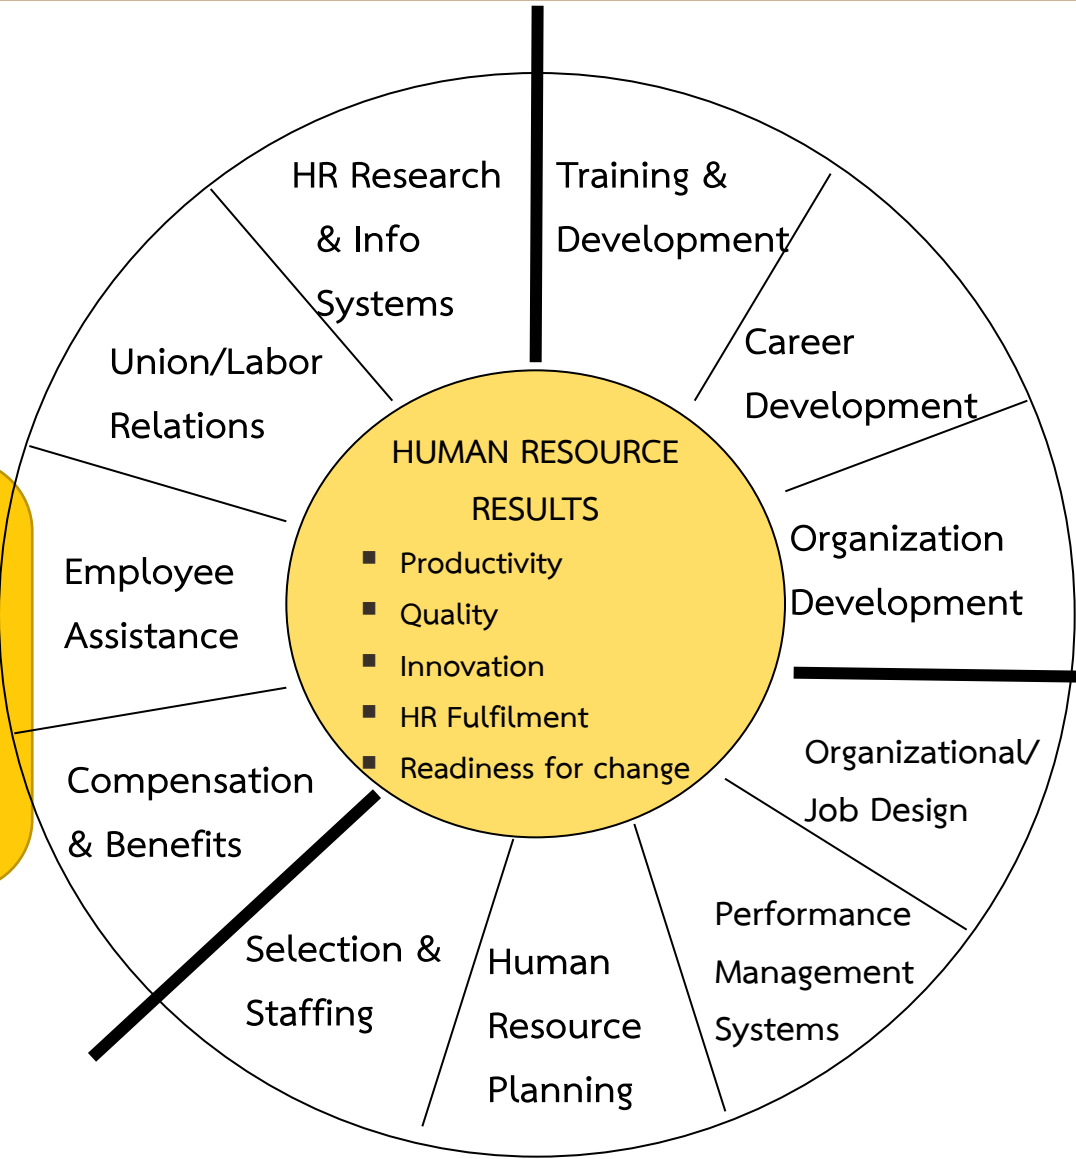 HR Research
& Info
Systems
Training &
Development
Career
Development
Organization
Development
Organizational/
Job Design
Performance
Management
Systems
Human
Resource
Planning
Selection &
Staffing
Compensation
& Benefits
Employee
Assistance
Union/Labor
Relations
HUMAN RESOURCE
RESULTS
▪ Productivity
▪ Quality
▪ Innovation
▪ HR Fulfilment
▪ Readiness for change